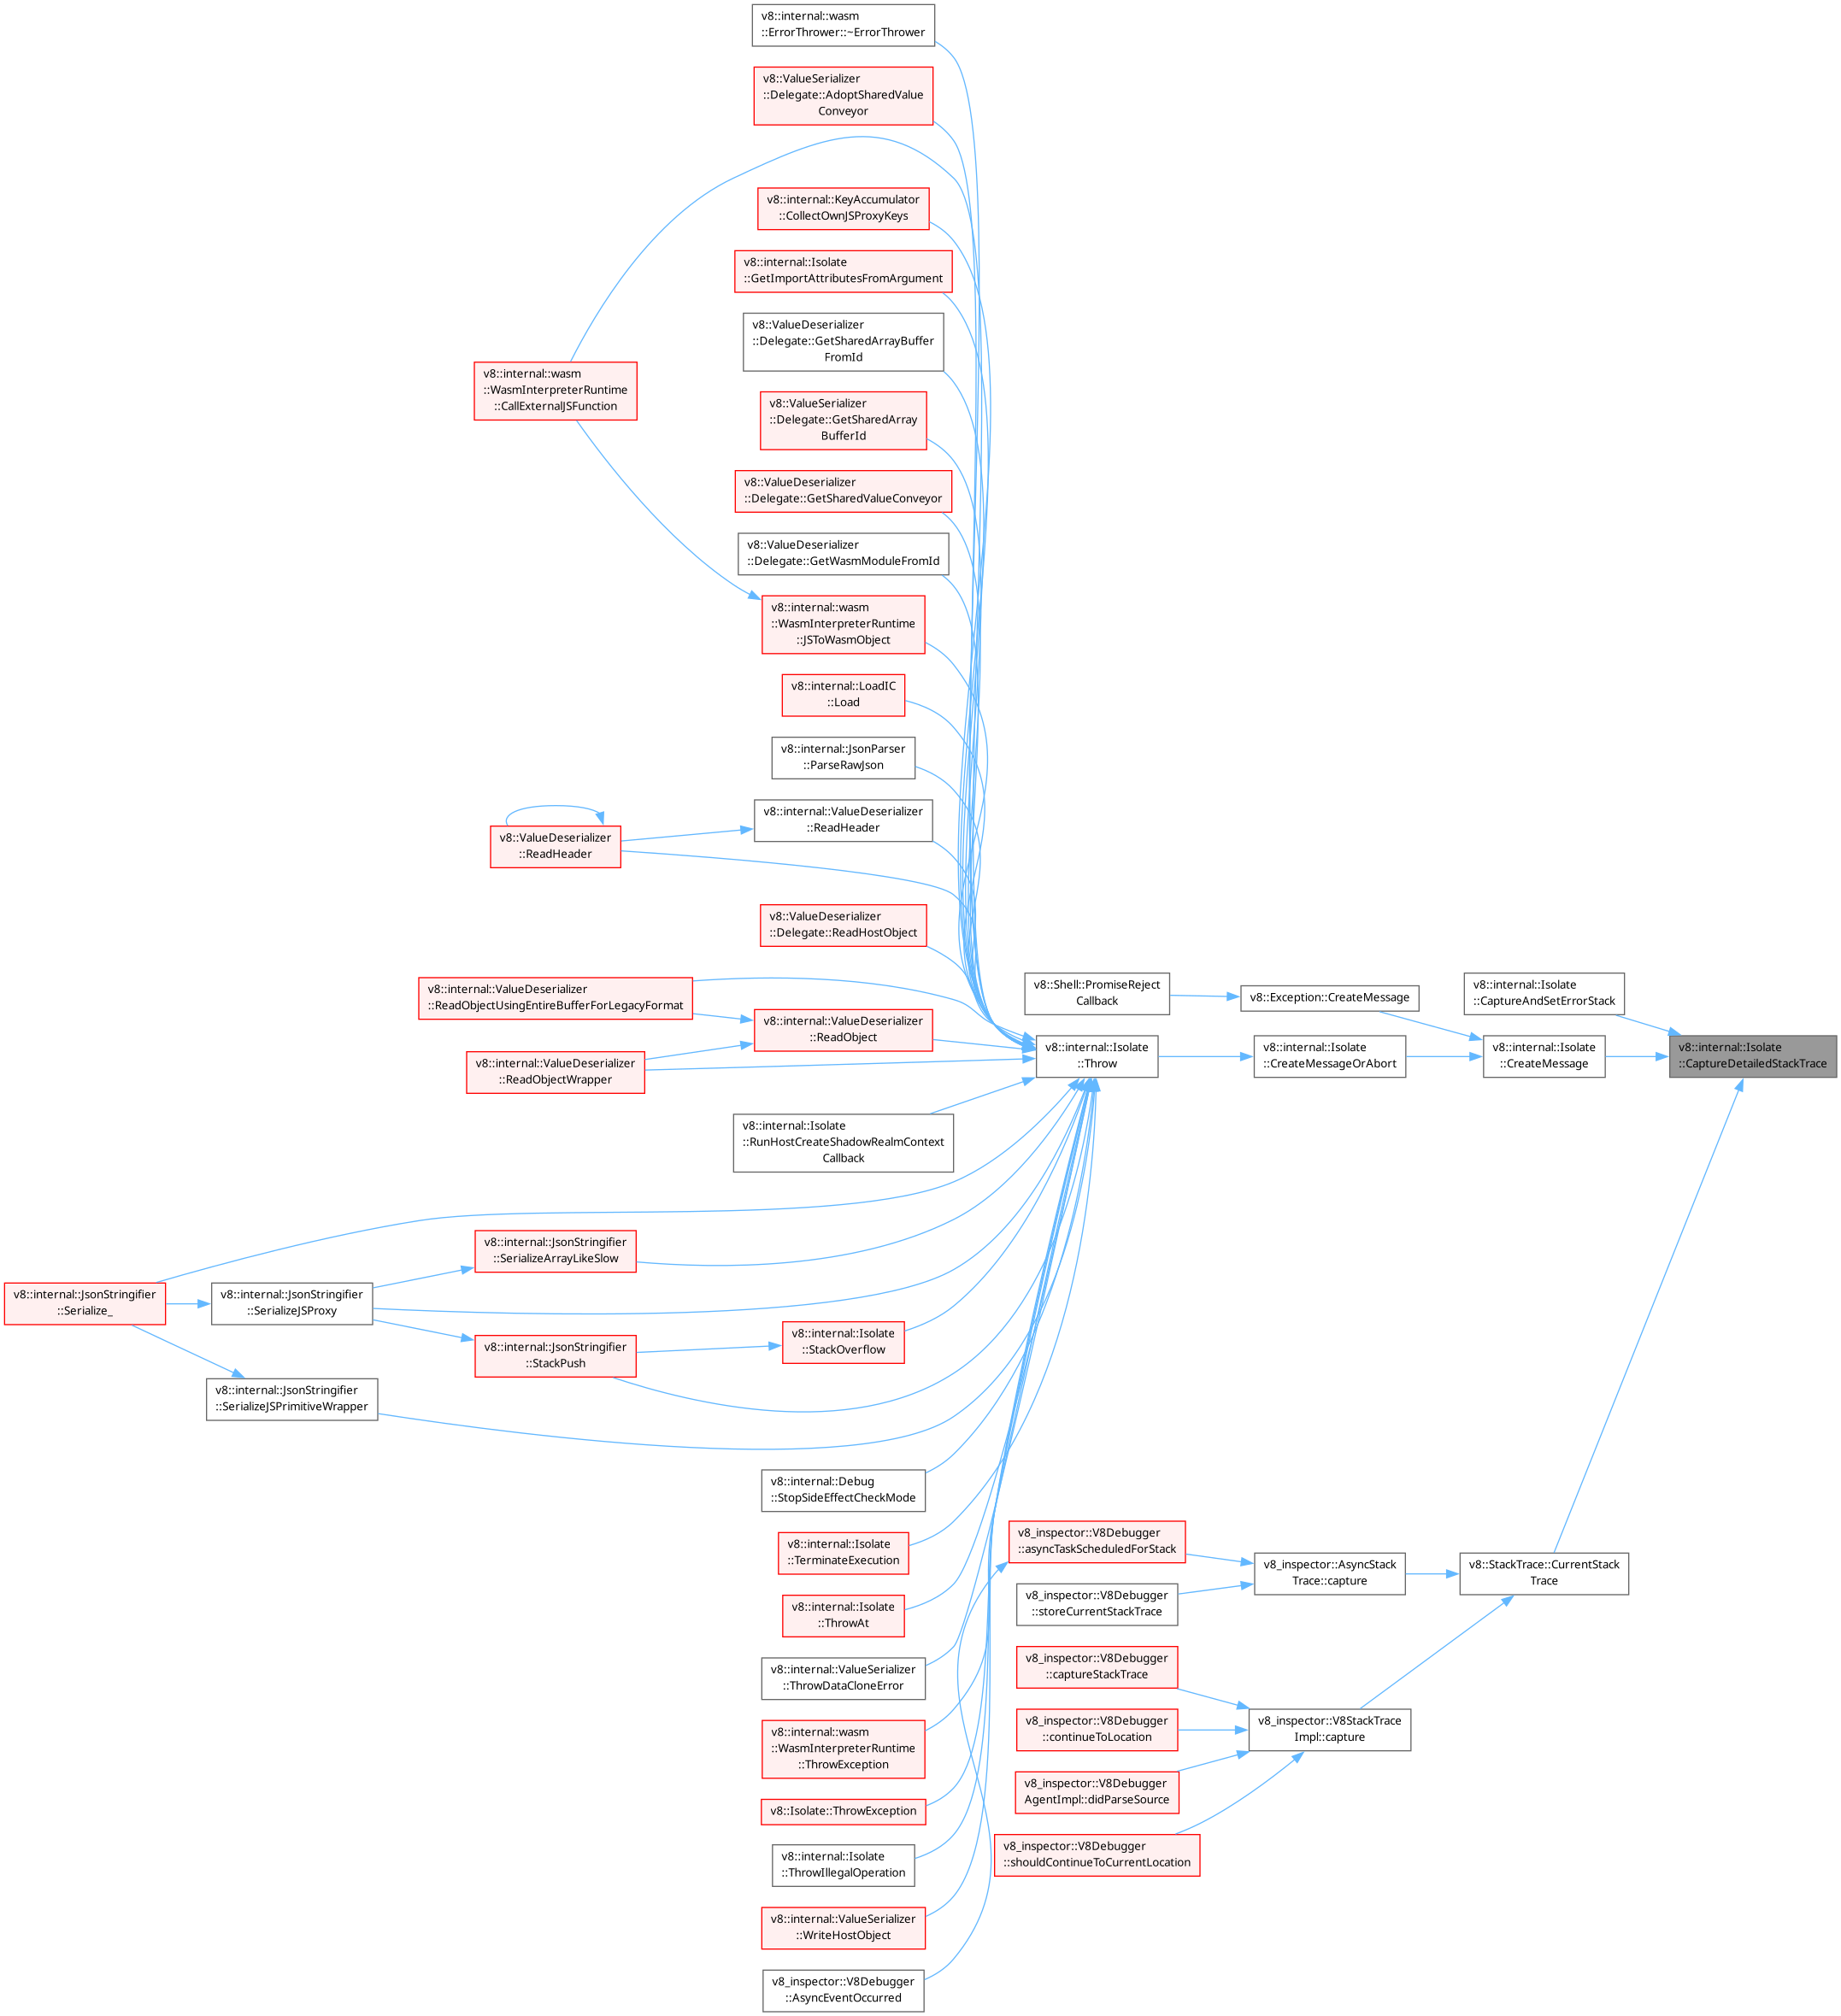 v8::internal::wasm
::ErrorThrower::~ErrorThrower
v8::ValueSerializer
::Delegate::AdoptSharedValue
Conveyor
v8::internal::KeyAccumulator
::CollectOwnJSProxyKeys
v8::internal::Isolate
::GetImportAttributesFromArgument
v8::ValueDeserializer
::Delegate::GetSharedArrayBuffer
FromId
v8::internal::wasm
::WasmInterpreterRuntime
::CallExternalJSFunction
v8::ValueSerializer
::Delegate::GetSharedArray
BufferId
v8::ValueDeserializer
::Delegate::GetSharedValueConveyor
v8::ValueDeserializer
::Delegate::GetWasmModuleFromId
v8::internal::wasm
::WasmInterpreterRuntime
::JSToWasmObject
v8::internal::LoadIC
::Load
v8::internal::JsonParser
::ParseRawJson
v8::internal::ValueDeserializer
::ReadHeader
v8::ValueDeserializer
::ReadHeader
v8::ValueDeserializer
::Delegate::ReadHostObject
v8::internal::ValueDeserializer
::ReadObjectUsingEntireBufferForLegacyFormat
v8::Shell::PromiseReject
Callback
v8::Exception::CreateMessage
v8::internal::Isolate
::CaptureAndSetErrorStack
v8::internal::ValueDeserializer
::ReadObject
v8::internal::ValueDeserializer
::ReadObjectWrapper
v8::internal::Isolate
::Throw
v8::internal::Isolate
::CreateMessageOrAbort
v8::internal::Isolate
::CreateMessage
v8::internal::Isolate
::CaptureDetailedStackTrace
v8::internal::Isolate
::RunHostCreateShadowRealmContext
Callback
v8::internal::JsonStringifier
::SerializeArrayLikeSlow
v8::internal::JsonStringifier
::Serialize_
v8::internal::JsonStringifier
::SerializeJSProxy
v8::internal::JsonStringifier
::StackPush
v8::internal::Isolate
::StackOverflow
v8::internal::JsonStringifier
::SerializeJSPrimitiveWrapper
v8::internal::Debug
::StopSideEffectCheckMode
v8::internal::Isolate
::TerminateExecution
v8_inspector::V8Debugger
::asyncTaskScheduledForStack
v8_inspector::AsyncStack
Trace::capture
v8::StackTrace::CurrentStack
Trace
v8_inspector::V8Debugger
::storeCurrentStackTrace
v8::internal::Isolate
::ThrowAt
v8::internal::ValueSerializer
::ThrowDataCloneError
v8_inspector::V8Debugger
::captureStackTrace
v8::internal::wasm
::WasmInterpreterRuntime
::ThrowException
v8_inspector::V8Debugger
::continueToLocation
v8_inspector::V8StackTrace
Impl::capture
v8_inspector::V8Debugger
AgentImpl::didParseSource
v8::Isolate::ThrowException
v8::internal::Isolate
::ThrowIllegalOperation
v8_inspector::V8Debugger
::shouldContinueToCurrentLocation
v8::internal::ValueSerializer
::WriteHostObject
v8_inspector::V8Debugger
::AsyncEventOccurred